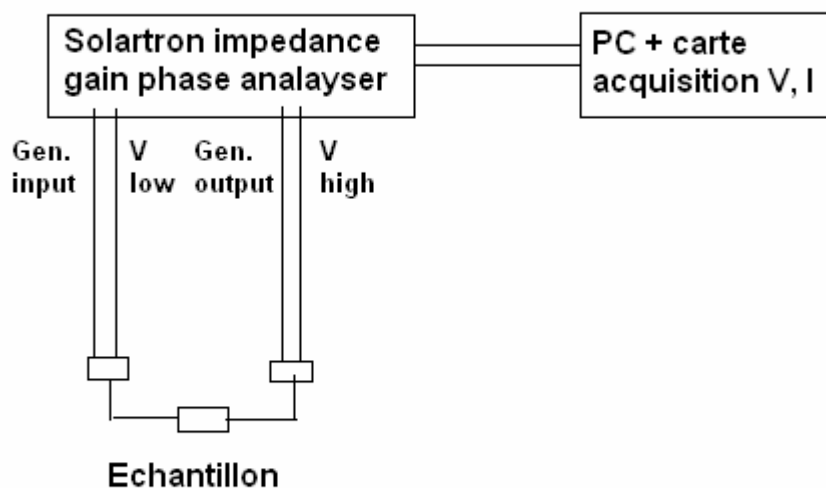 Solartron impedance
gain phase analayser
PC + carte
acquisition V, I
Gen.
input
V
low
Gen.
output
V
high
Echantillon